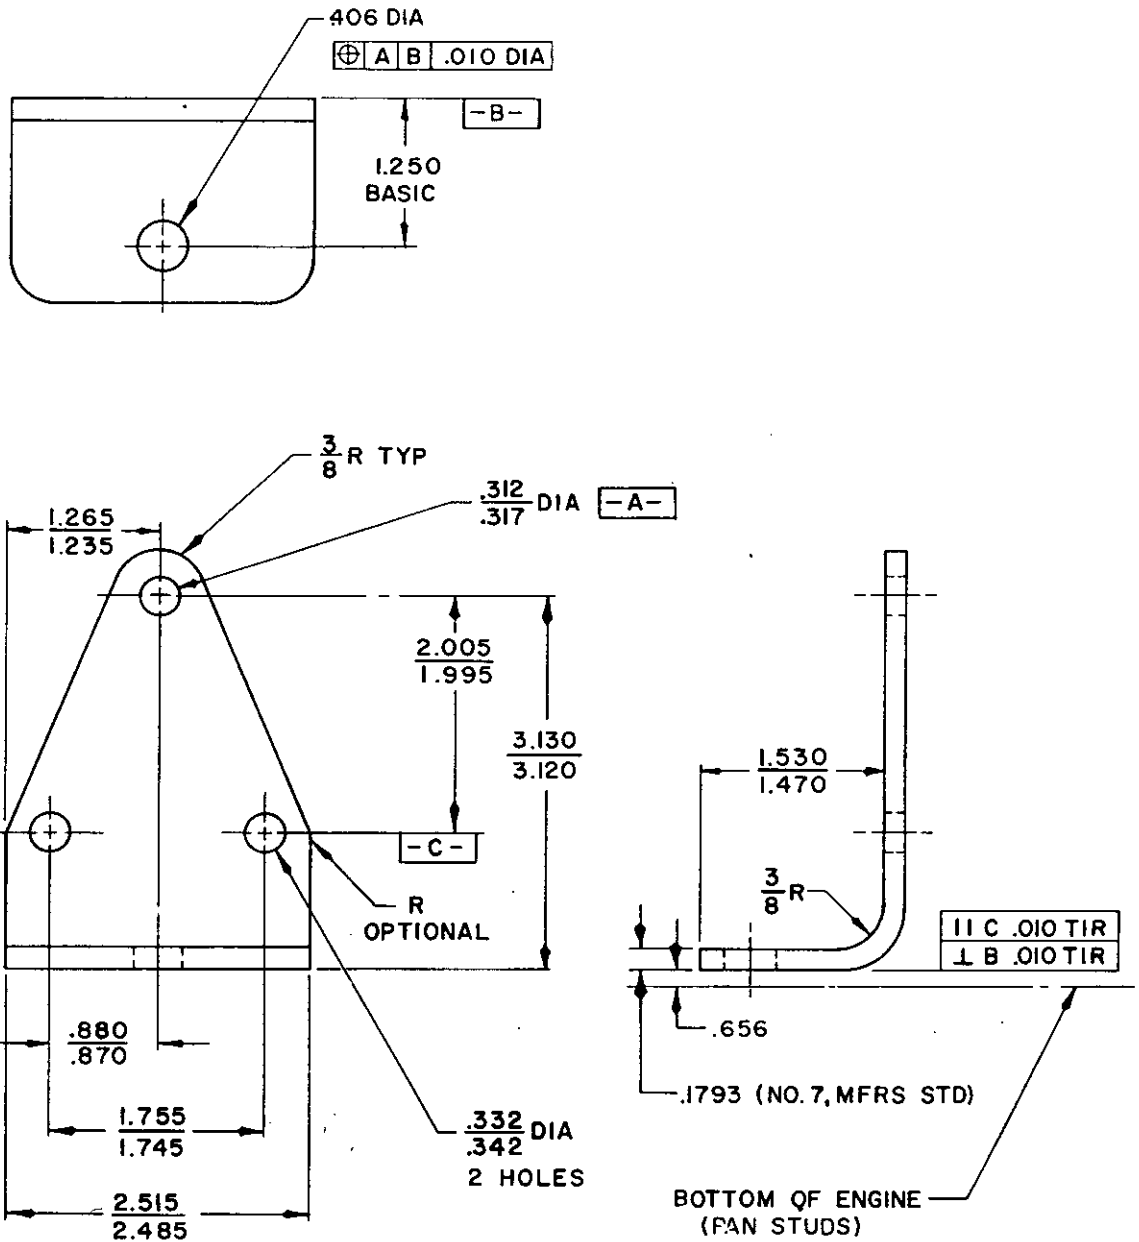 .406 DIA
⌖ A B .010 DIA
-B-
1.250
BASIC
3/8 R TYP
.312
.317
DIA
-A-
1.265
1.235
2.005
1.995
3.130
3.120
1.530
1.470
-C-
3/8 R
R
OPTIONAL
|| C .010 TIR
⊥ B .010 TIR
.656
.880
.870
.1793 (NO. 7, MFRS STD)
1.755
1.745
.332
.342
DIA
2 HOLES
2.515
2.485
BOTTOM OF ENGINE
(PAN STUDS)